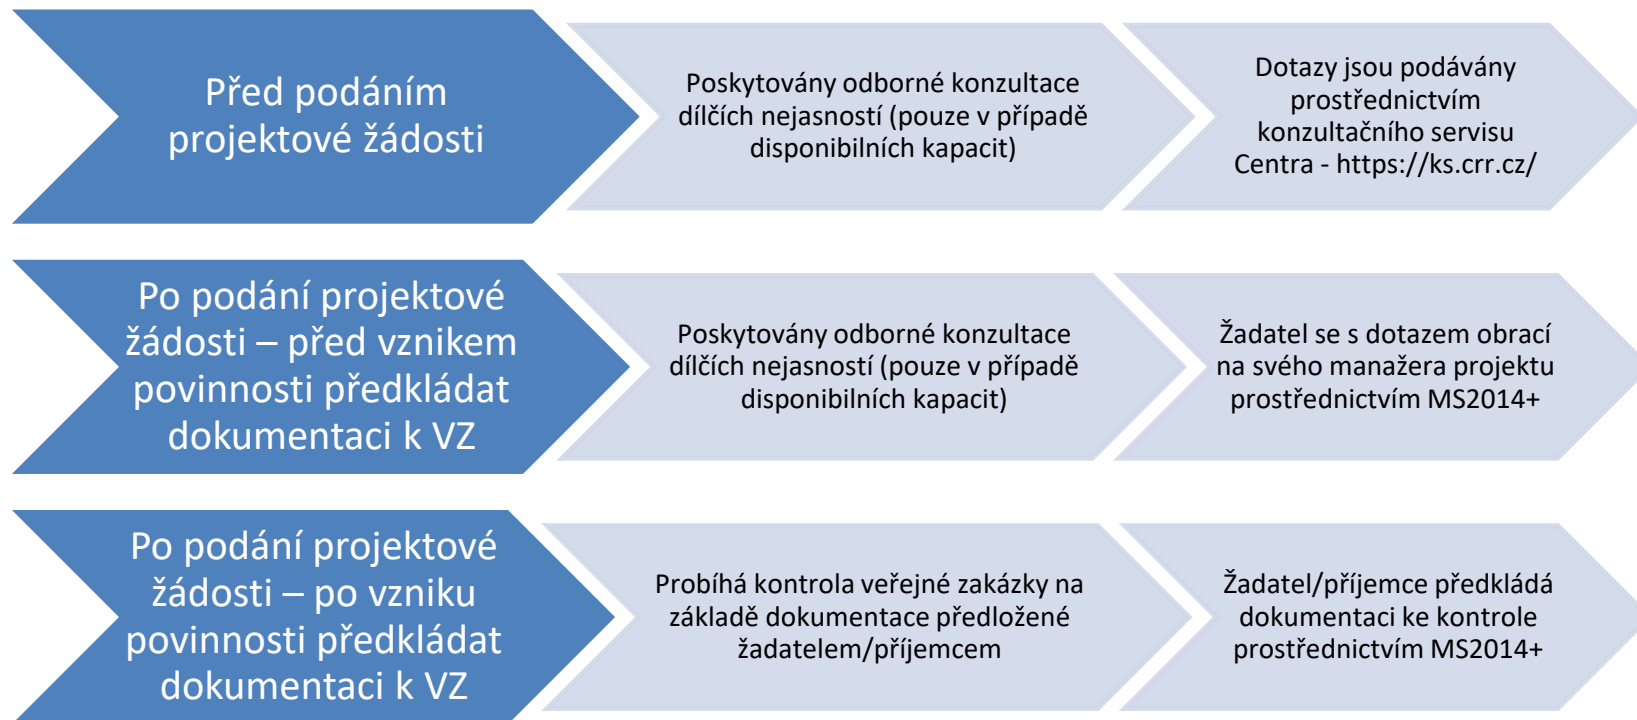 Před podáním
projektové žádosti
Poskytovány odborné konzultace
dílčích nejasností (pouze v případě
disponibilních kapacit)
Dotazy jsou podávány
prostřednictvím
konzultačního servisu
Centra - https://ks.crr.cz/
Po podání projektové
žádosti – před vznikem
povinnosti předkládat
dokumentaci k VZ
Poskytovány odborné konzultace
dílčích nejasností (pouze v případě
disponibilních kapacit)
Žadatel se s dotazem obrací
na svého manažera projektu
prostřednictvím MS2014+
Po podání projektové
žádosti – po vzniku
povinnosti předkládat
dokumentaci k VZ
Probíhá kontrola veřejné zakázky na
základě dokumentace předložené
žadatelem/příjemcem
Žadatel/příjemce předkládá
dokumentaci ke kontrole
prostřednictvím MS2014+